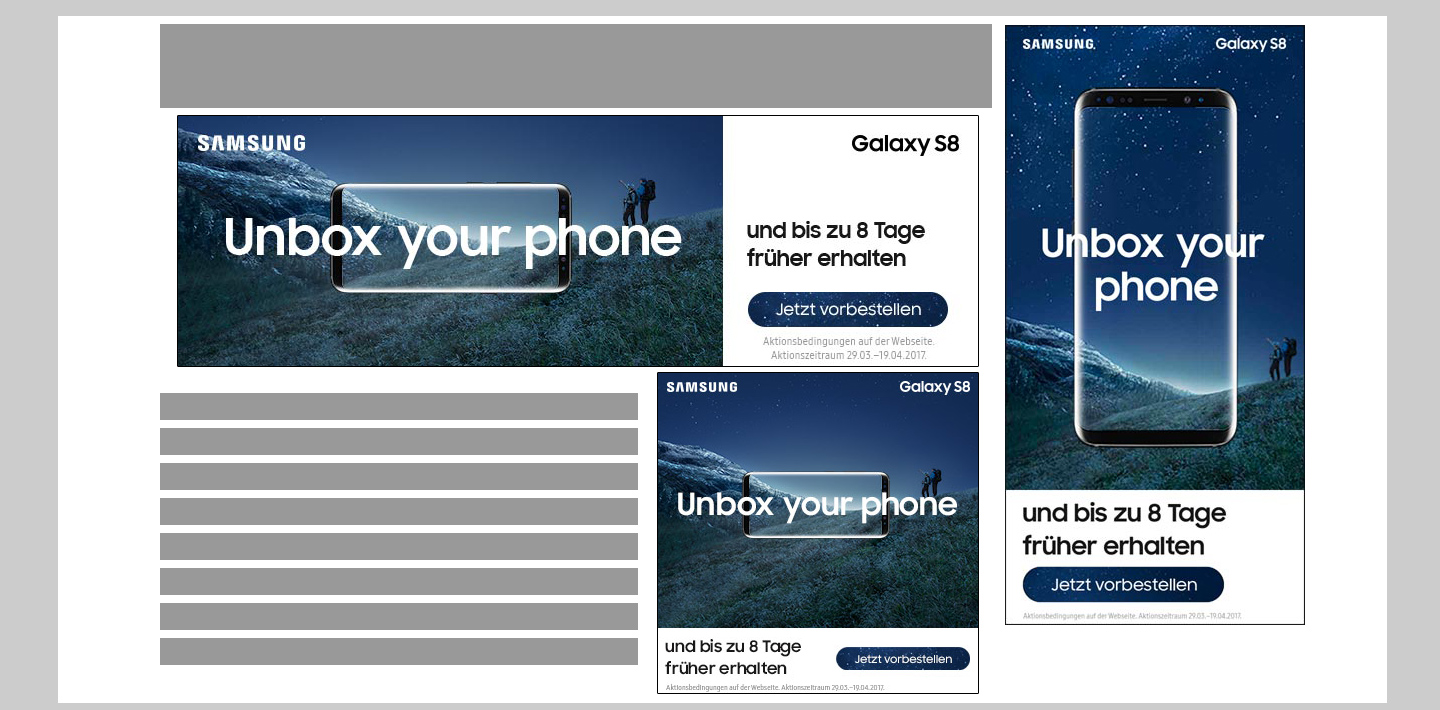 SAMSUNG
Galaxy S8
Unbox your phone
und bis zu 8 Tage
früher erhalten
Jetzt vorbestellen
Aktionsbedingungen auf der Webseite.
Aktionszeitraum 29.03.–19.04.2017.
SAMSUNG
Galaxy S8
Unbox your phone
und bis zu 8 Tage
früher erhalten
Jetzt vorbestellen
Aktionsbedingungen auf der Webseite. Aktionszeitraum 29.03.–19.04.2017.
SAMSUNG
Galaxy S8
Unbox your
phone
und bis zu 8 Tage
früher erhalten
Jetzt vorbestellen
Aktionsbedingungen auf der Webseite. Aktionszeitraum 29.03.–19.04.2017.